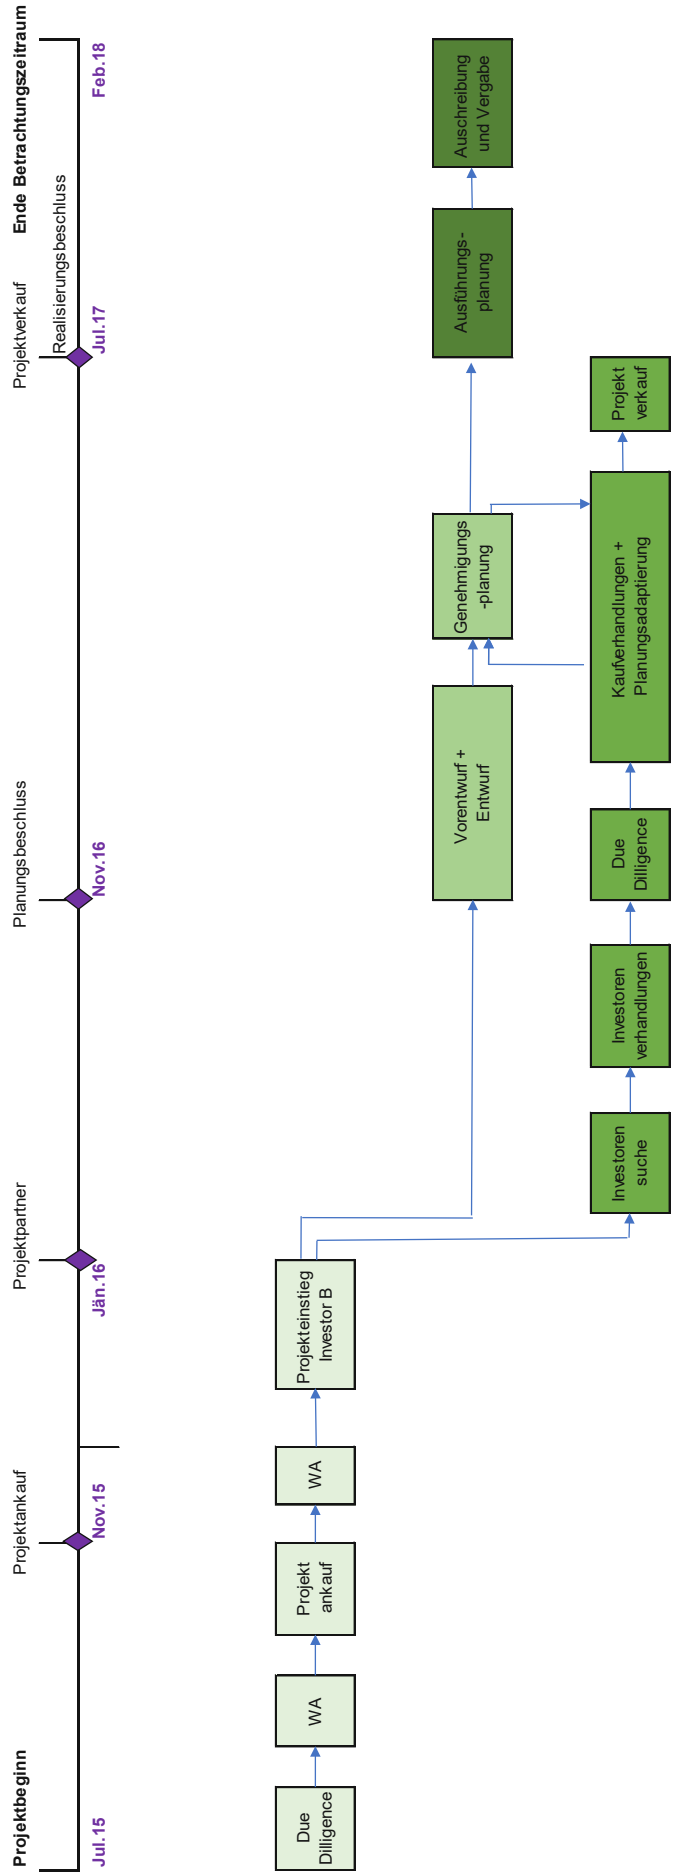 Projektbeginn
Projektankauf
Projektpartner
Planungsbeschluss
Projektverkauf
Ende Betrachtungszeitraum
Realisierungsbeschluss
Jul.15
Nov.15
Jän.16
Nov.16
Jul.17
Feb.18
Due
Dilligence
WA
Projekt
ankauf
WA
Projekteinstieg
Investor B
Vorentwurf +
Entwurf
Genehmigungs
-planung
Ausführungs-
planung
Auschreibung
und Vergabe
Investoren
suche
Investoren
verhandlungen
Due
Dilligence
Kaufverhandlungen +
Planungsadaptierung
Projekt
verkauf